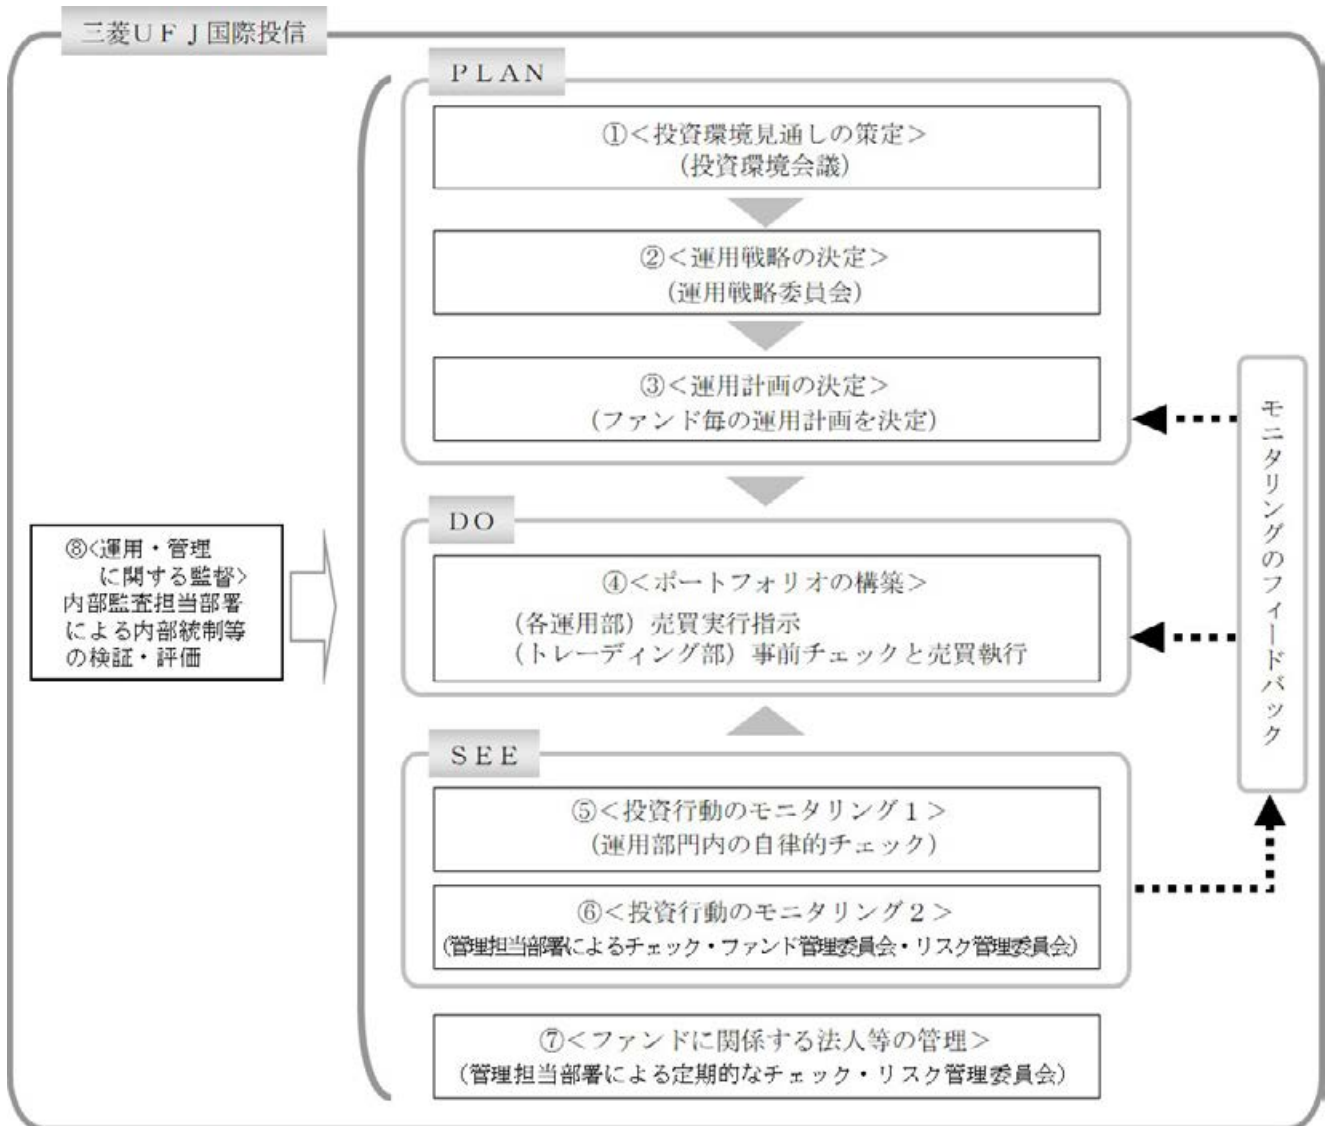 三菱UFJ国際投信
PLAN
①<投資環境見通しの策定>
(投資環境会議)
②<運用戦略の決定>
(運用戦略委員会)
③<運用計画の決定>
(ファンド毎の運用計画を決定)
DO
④<ポートフォリオの構築>
(各運用部) 売買実行指示
(トレーディング部) 事前チェックと売買執行
SEE
⑤<投資行動のモニタリング1>
(運用部門内の自律的チェック)
⑥<投資行動のモニタリング2>
(管理担当部署によるチェック・ファンド管理委員会・リスク管理委員会)
⑦<ファンドに関係する法人等の管理>
(管理担当部署による定期的なチェック・リスク管理委員会)
⑧<運用・管理
に関する監督>
内部監査担当部署
による内部統制等
の検証・評価
モニタリングのフィードバック